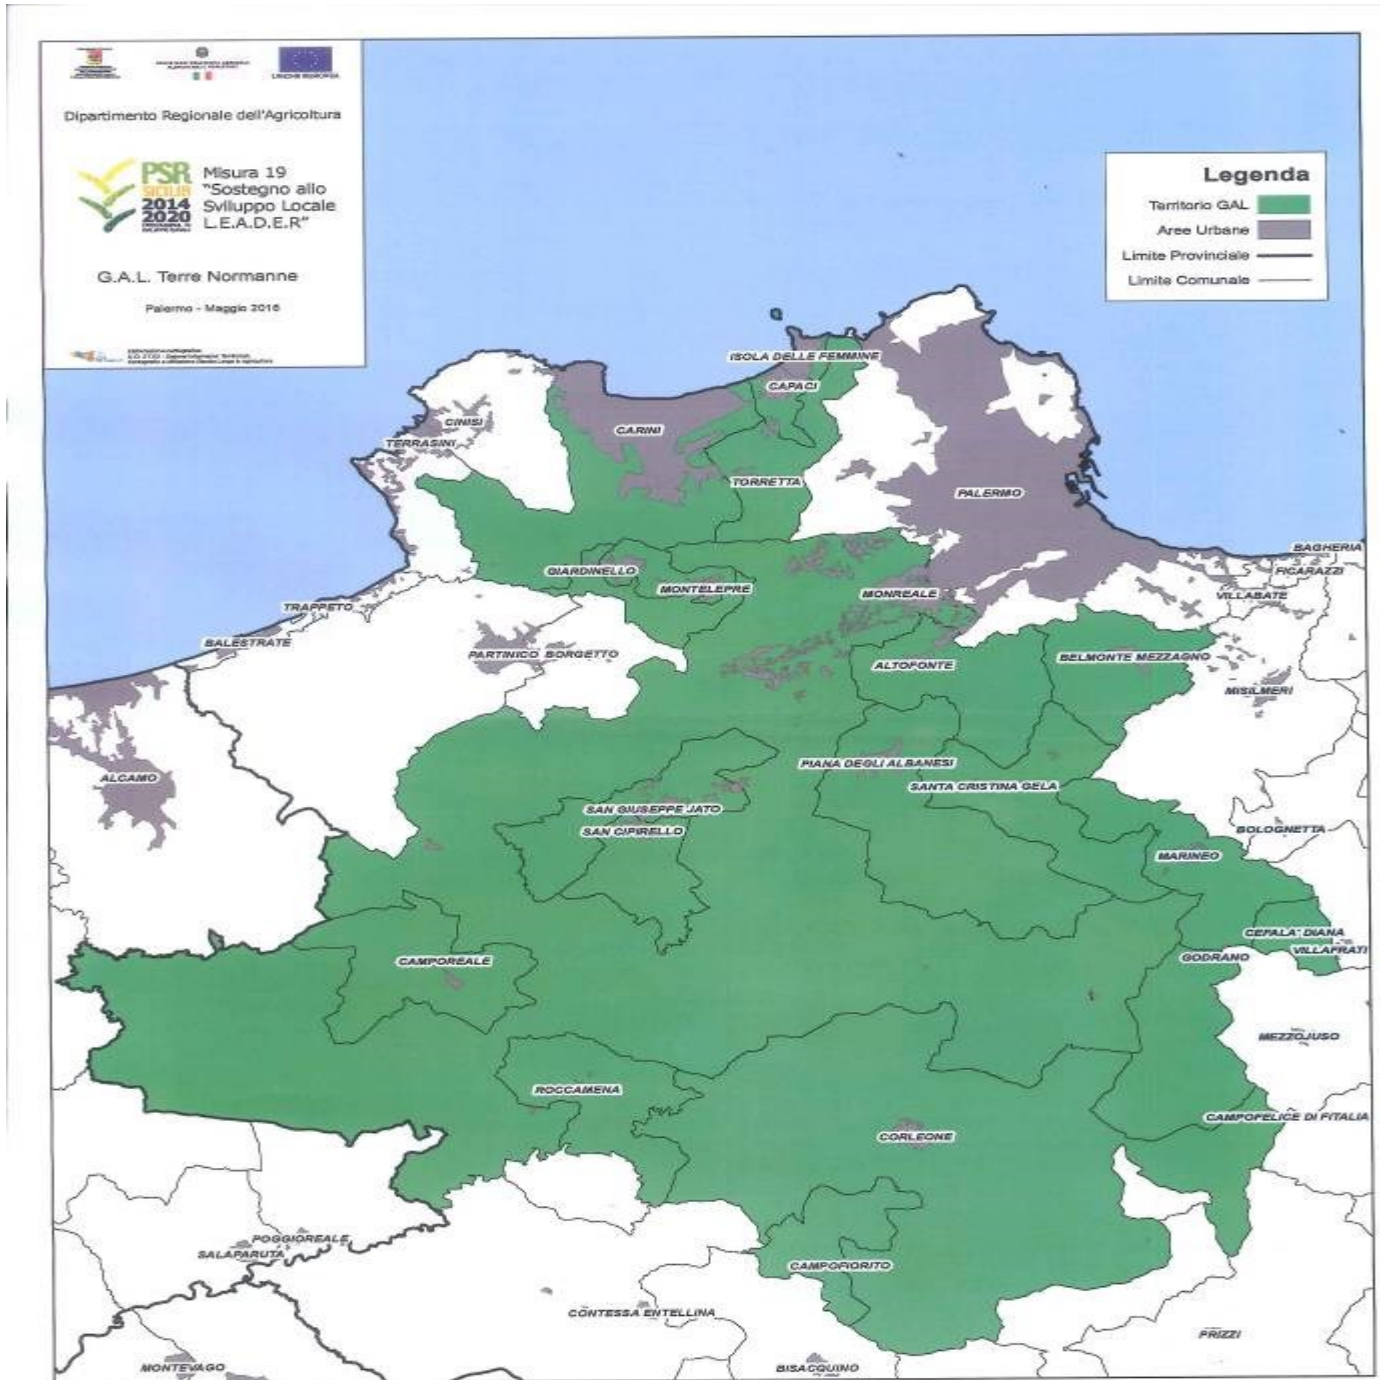 UNIONE EUROPEA
Dipartimento Regionale dell'Agricoltura
PSR
SICILIA
2014
2020
Misura 19
"Sostegno allo
Sviluppo Locale
L.E.A.D.E.R"
G.A.L. Terre Normanne
Palermo - Maggio 2016
Legenda
Territorio GAL
Aree Urbane
Limite Provinciale
Limite Comunale
ISOLA DELLE FEMMINE
CAPACI
CINISI
CARINI
TERRASINI
TORRETTA
PALERMO
BAGHERIA
FICARAZZI
GIARDINELLO
MONTELEPRE
MONREALE
VILLABATE
TRAPPETO
BALESTRATE
PARTINICO
BORGETTO
ALTOFONTE
BELMONTE MEZZAGNO
MISILMERI
ALCAMO
PIANA DEGLI ALBANESI
SANTA CRISTINA GELA
SAN GIUSEPPE JATO
SAN CIPIRELLO
BOLOGNETTA
MARINEO
CEFALA' DIANA
VILLAFRATI
GODRANO
CAMPOREALE
MEZZOJUSO
ROCCAMENA
CAMPOFELICE DI FITALIA
CORLEONE
POGGIOREALE
SALAPARUTA
CAMPOFIORITO
CONTESSA ENTELLINA
PRIZZI
MONTEVAGO
BISACQUINO